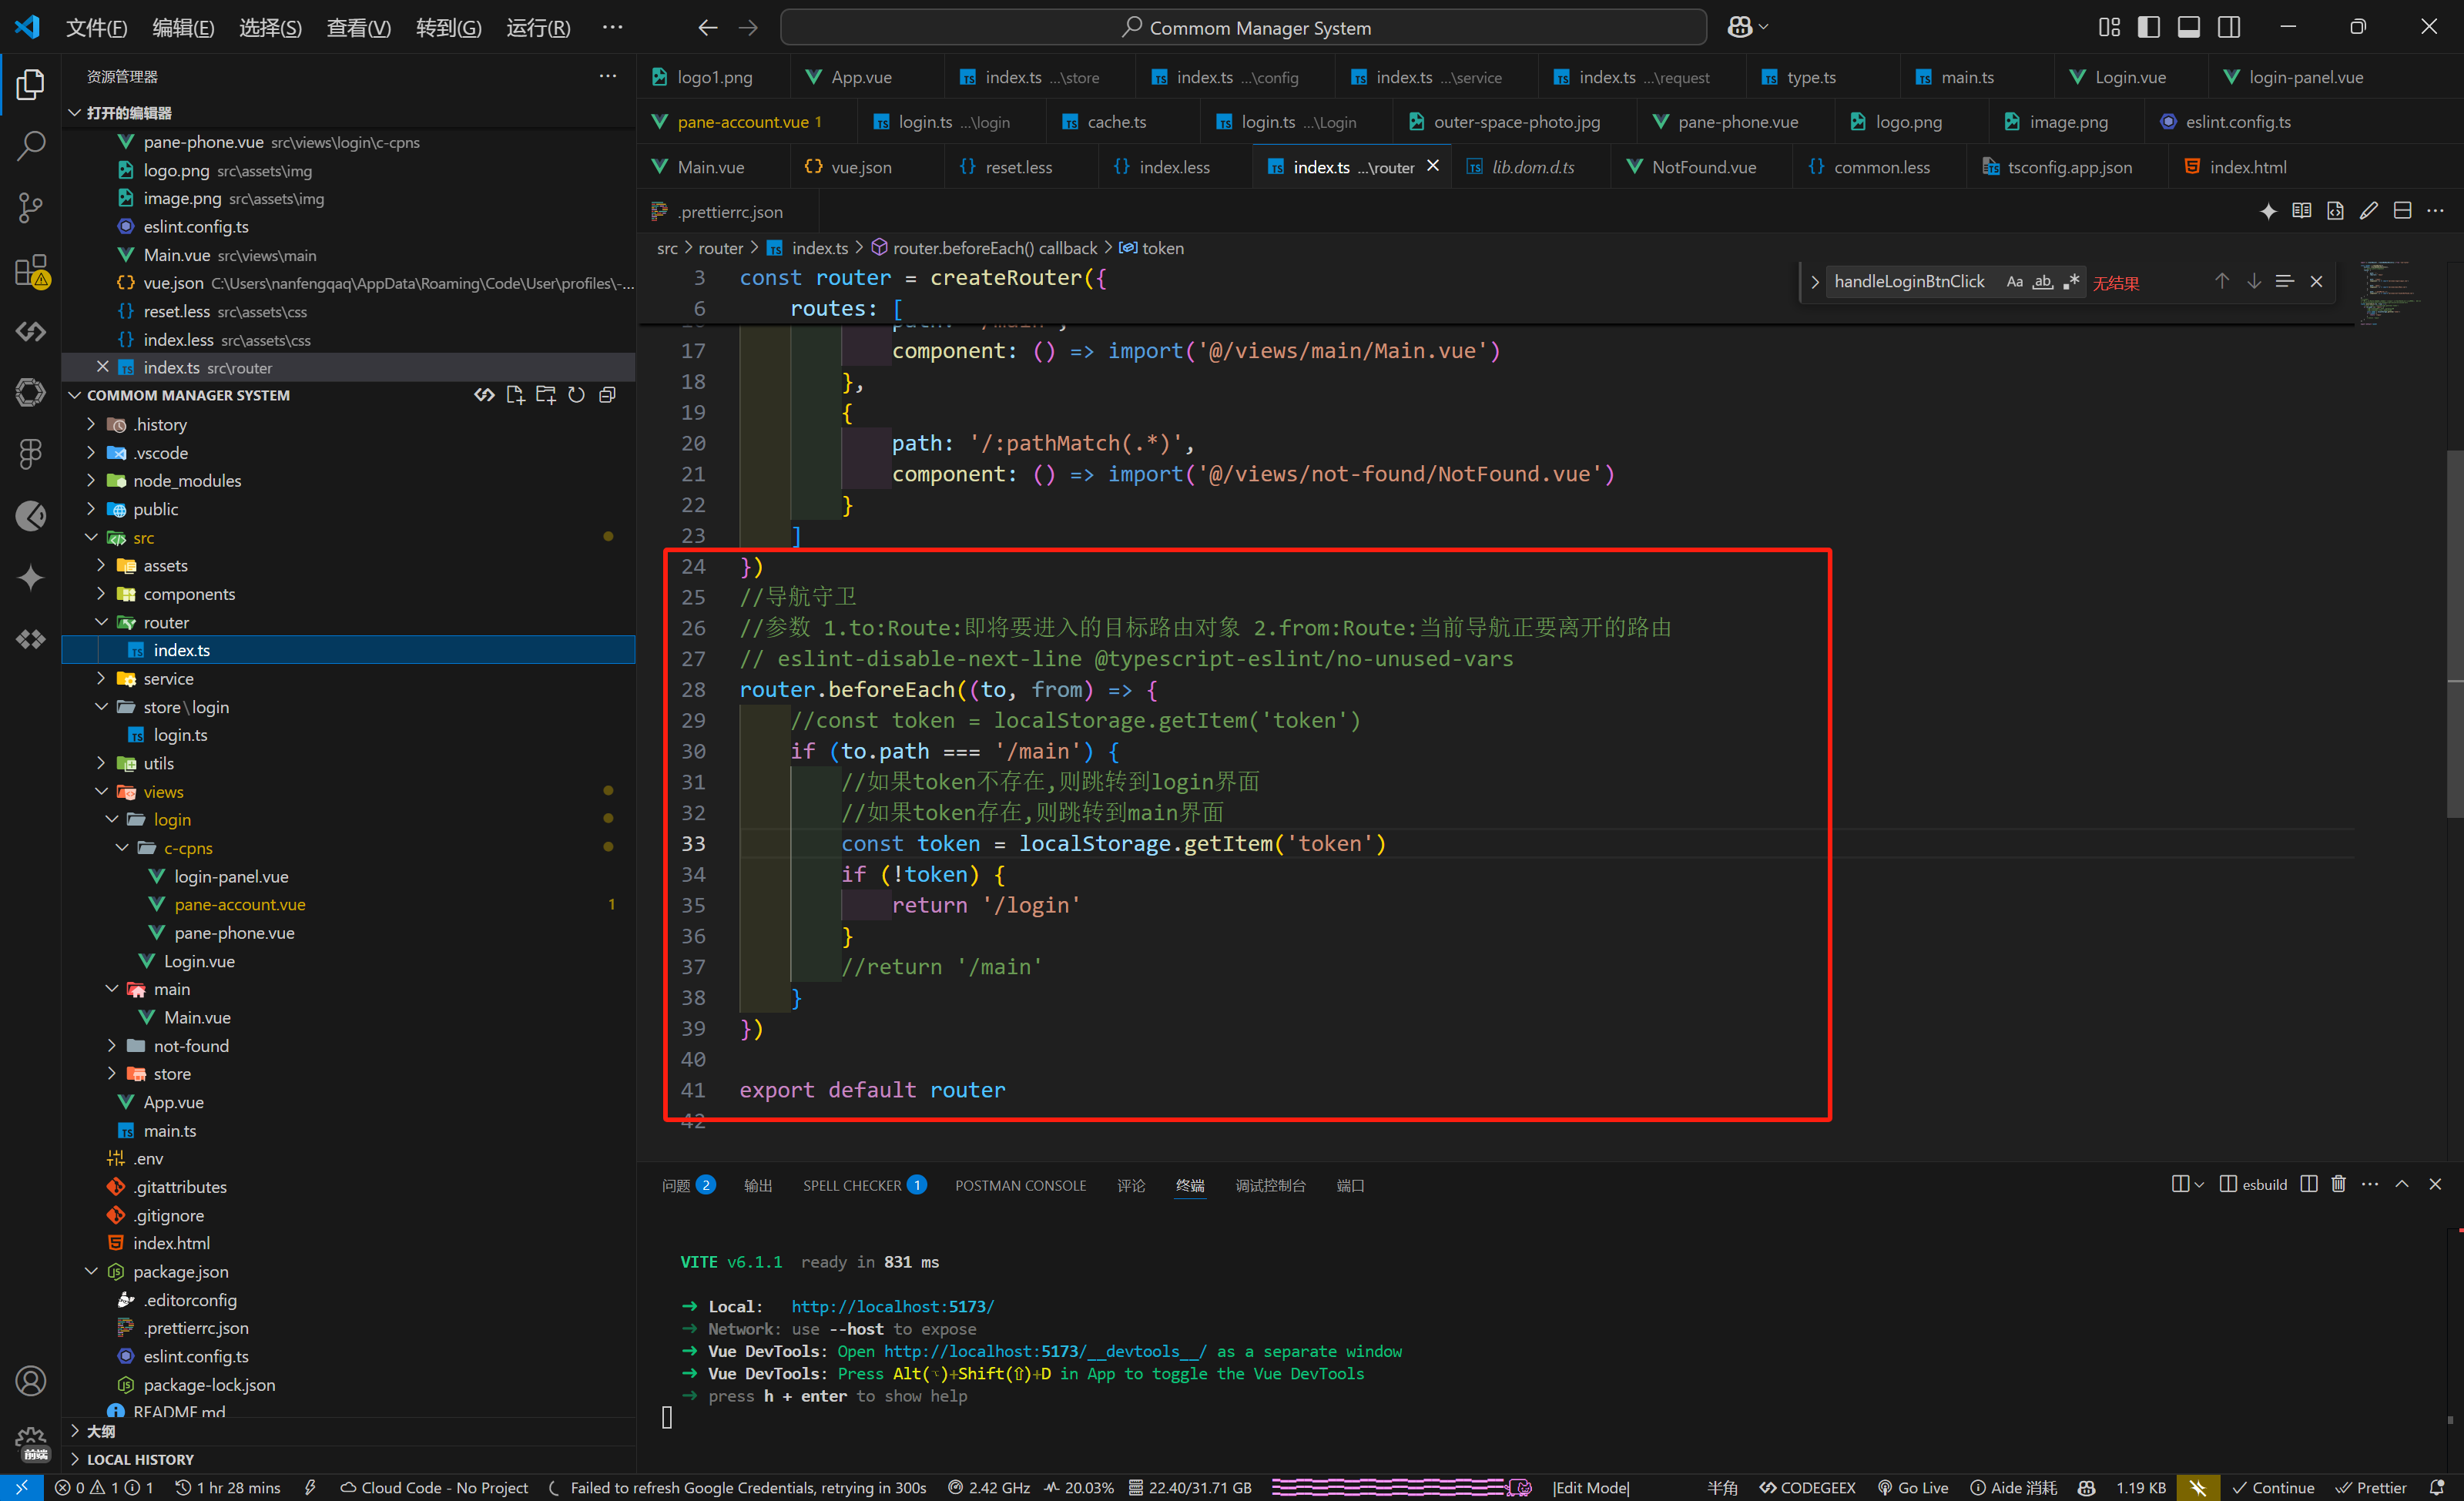 文件(F) 编辑(E) 选择(S) 查看(V) 转到(G) 运行(R) ··· Commom Manager System
资源管理器
打开的编辑器
pane-phone.vue src\views\login\c-cpns
logo.png src\assets\img
image.png src\assets\img
eslint.config.ts
Main.vue src\views\main
vue.json C:\Users\nanfengqaq\AppData\Roaming\Code\User\profiles\-...
reset.less src\assets\css
index.less src\assets\css
index.ts src\router
COMMOM MANAGER SYSTEM
.history
.vscode
node_modules
public
src
assets
components
router
index.ts
service
store\login
login.ts
utils
views
login
c-cpns
login-panel.vue
pane-account.vue 1
pane-phone.vue
Login.vue
main
Main.vue
not-found
store
App.vue
main.ts
.env
.gitattributes
.gitignore
index.html
package.json
.editorconfig
.prettierrc.json
eslint.config.ts
package-lock.json
README.md
大纲
LOCAL HISTORY
前端
logo1.png App.vue index.ts ...\store index.ts ...\config index.ts ...\service index.ts ...\request type.ts main.ts Login.vue login-panel.vue
pane-account.vue 1 login.ts ...\login cache.ts login.ts ...\Login outer-space-photo.jpg pane-phone.vue logo.png image.png eslint.config.ts
Main.vue vue.json reset.less index.less index.ts ...\router lib.dom.d.ts NotFound.vue common.less tsconfig.app.json index.html
.prettierrc.json
src > router > index.ts > router.beforeEach() callback > token
handleLoginBtnClick Aa ab .* 无结果
3 const router = createRouter({
6 routes: [
17 component: () => import('@/views/main/Main.vue')
18 },
19 {
20 path: '/:pathMatch(.*)',
21 component: () => import('@/views/not-found/NotFound.vue')
22 }
23 ]
24 })
25 //导航守卫
26 //参数 1.to:Route:即将要进入的目标路由对象 2.from:Route:当前导航正要离开的路由
27 // eslint-disable-next-line @typescript-eslint/no-unused-vars
28 router.beforeEach((to, from) => {
29 //const token = localStorage.getItem('token')
30 if (to.path === '/main') {
31 //如果token不存在,则跳转到login界面
32 //如果token存在,则跳转到main界面
33 const token = localStorage.getItem('token')
34 if (!token) {
35 return '/login'
36 }
37 //return '/main'
38 }
39 })
40
41 export default router
42
问题 2 输出 SPELL CHECKER 1 POSTMAN CONSOLE 评论 终端 调试控制台 端口 esbuild
VITE v6.1.1 ready in 831 ms
➜ Local: http://localhost:5173/
➜ Network: use --host to expose
➜ Vue DevTools: Open http://localhost:5173/__devtools__/ as a separate window
➜ Vue DevTools: Press Alt(⌥)+Shift(⇧)+D in App to toggle the Vue DevTools
➜ press h + enter to show help
0 1 1 1 hr 28 mins Cloud Code - No Project Failed to refresh Google Credentials, retrying in 300s 2.42 GHz 20.03% 22.40/31.71 GB |Edit Mode| 半角 CODEGEEX Go Live Aide 消耗 1.19 KB Continue Prettier